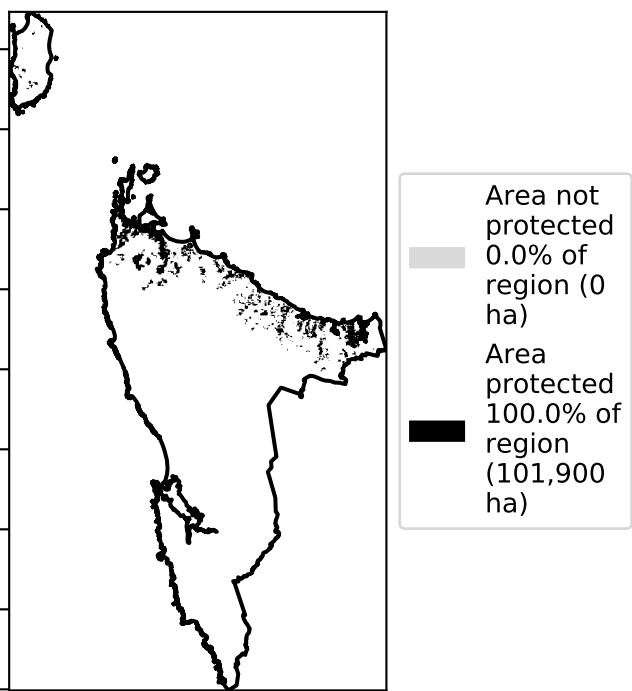 Area not
protected
0.0% of
region (0
ha)
Area
protected
100.0% of
region
(101,900
ha)